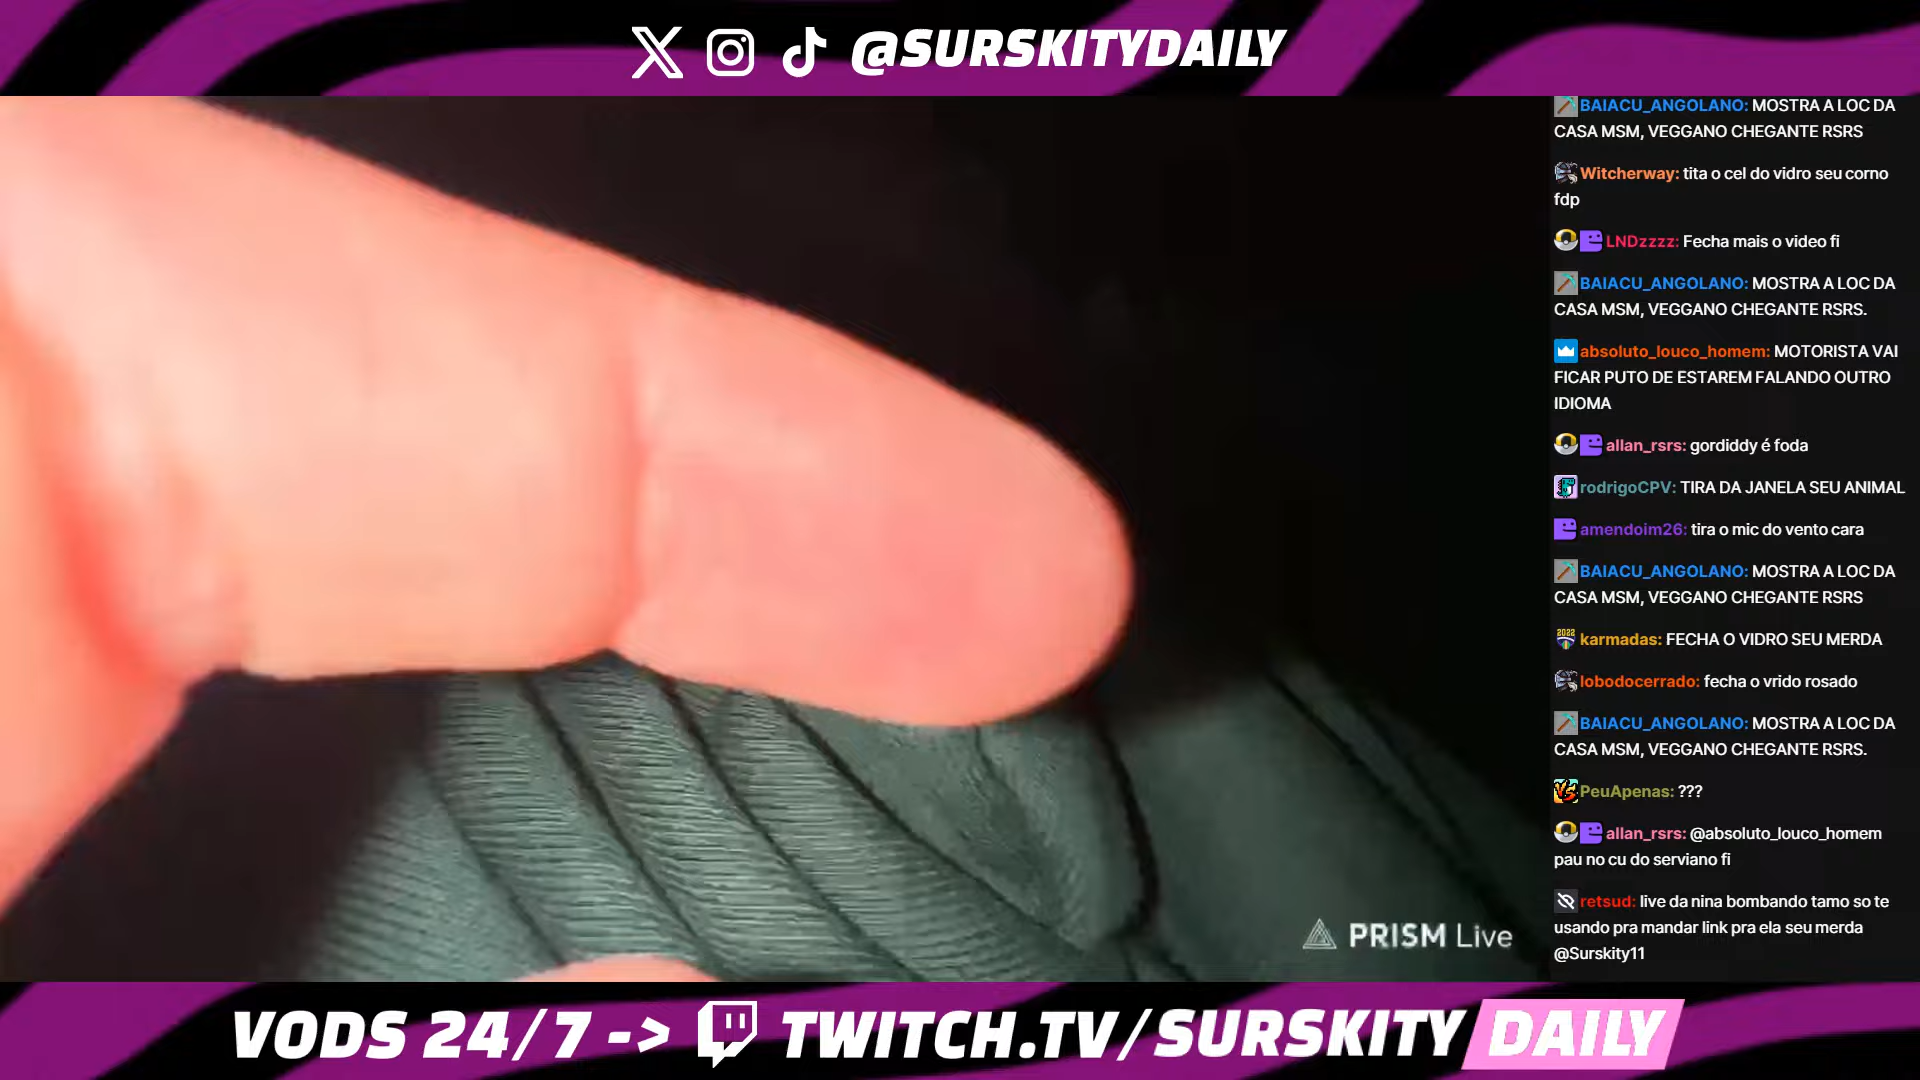 @SURSKITYDAILY
BAIACU_ANGOLANO: MOSTRA A LOC DA
CASA MSM, VEGGANO CHEGANTE RSRS
Witcherway: tita o cel do vidro seu corno
fdp
LNDzzzz: Fecha mais o video fi
BAIACU_ANGOLANO: MOSTRA A LOC DA
CASA MSM, VEGGANO CHEGANTE RSRS.
absoluto_louco_homem: MOTORISTA VAI
FICAR PUTO DE ESTAREM FALANDO OUTRO
IDIOMA
allan_rsrs: gordiddy é foda
rodrigoCPV: TIRA DA JANELA SEU ANIMAL
amendoim26: tira o mic do vento cara
BAIACU_ANGOLANO: MOSTRA A LOC DA
CASA MSM, VEGGANO CHEGANTE RSRS
karmadas: FECHA O VIDRO SEU MERDA
lobodocerrado: fecha o vrido rosado
BAIACU_ANGOLANO: MOSTRA A LOC DA
CASA MSM, VEGGANO CHEGANTE RSRS.
PeuApenas: ???
allan_rsrs: @absoluto_louco_homem
pau no cu do serviano fi
retsud: live da nina bombando tamo so te
usando pra mandar link pra ela seu merda
@Surskity11
PRISM Live
VODS 24/7 -> TWITCH.TV/SURSKITY DAILY